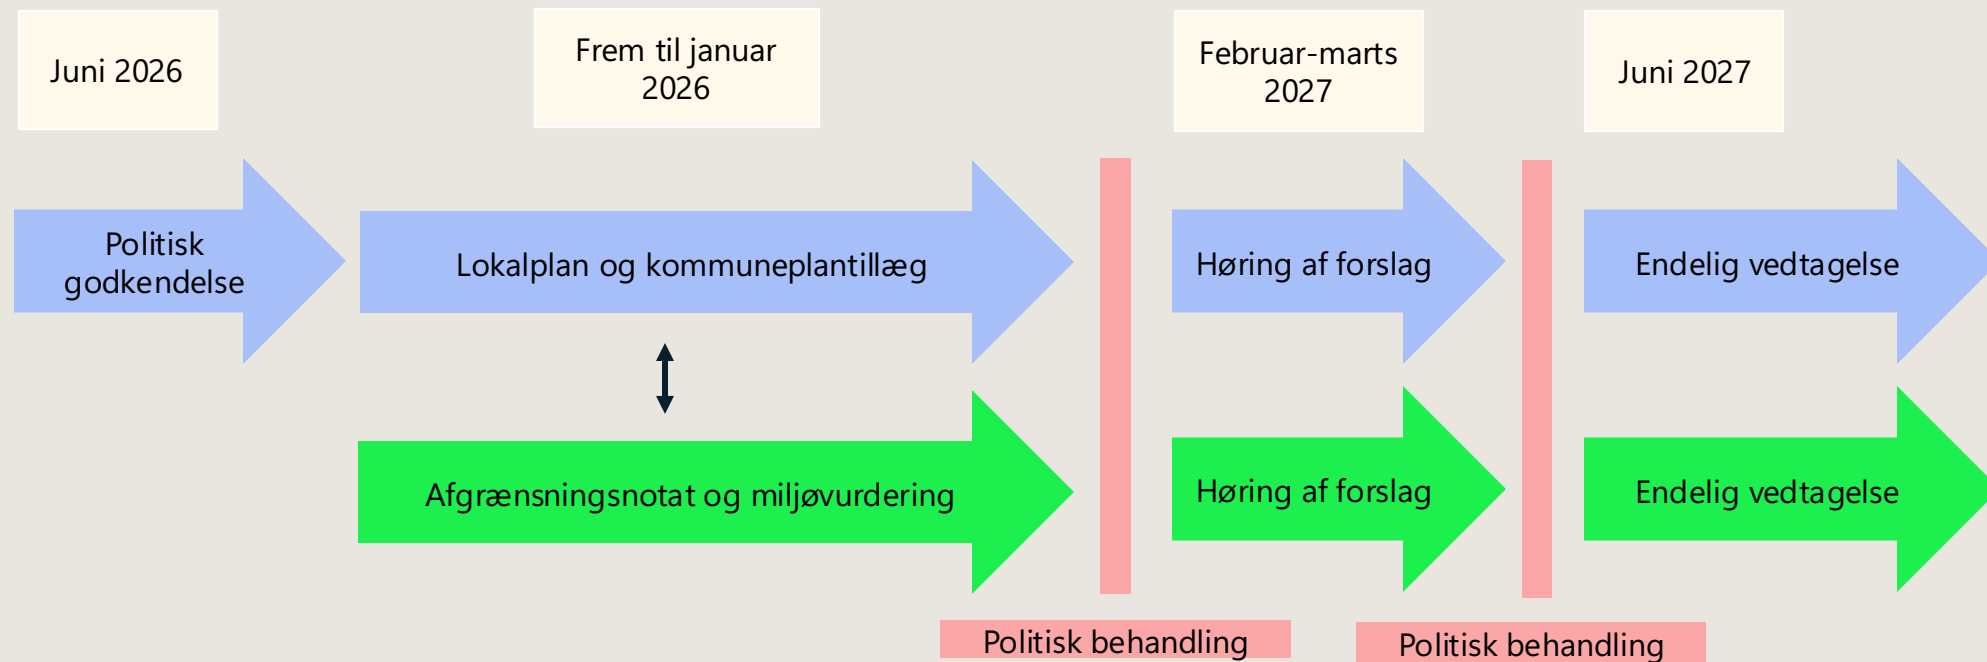 Juni 2026
Frem til januar
2026
Februar-marts
2027
Juni 2027
Politisk
godkendelse
Lokalplan og kommuneplantillæg
Høring af forslag
Endelig vedtagelse
Afgrænsningsnotat og miljøvurdering
Høring af forslag
Endelig vedtagelse
Politisk behandling
Politisk behandling